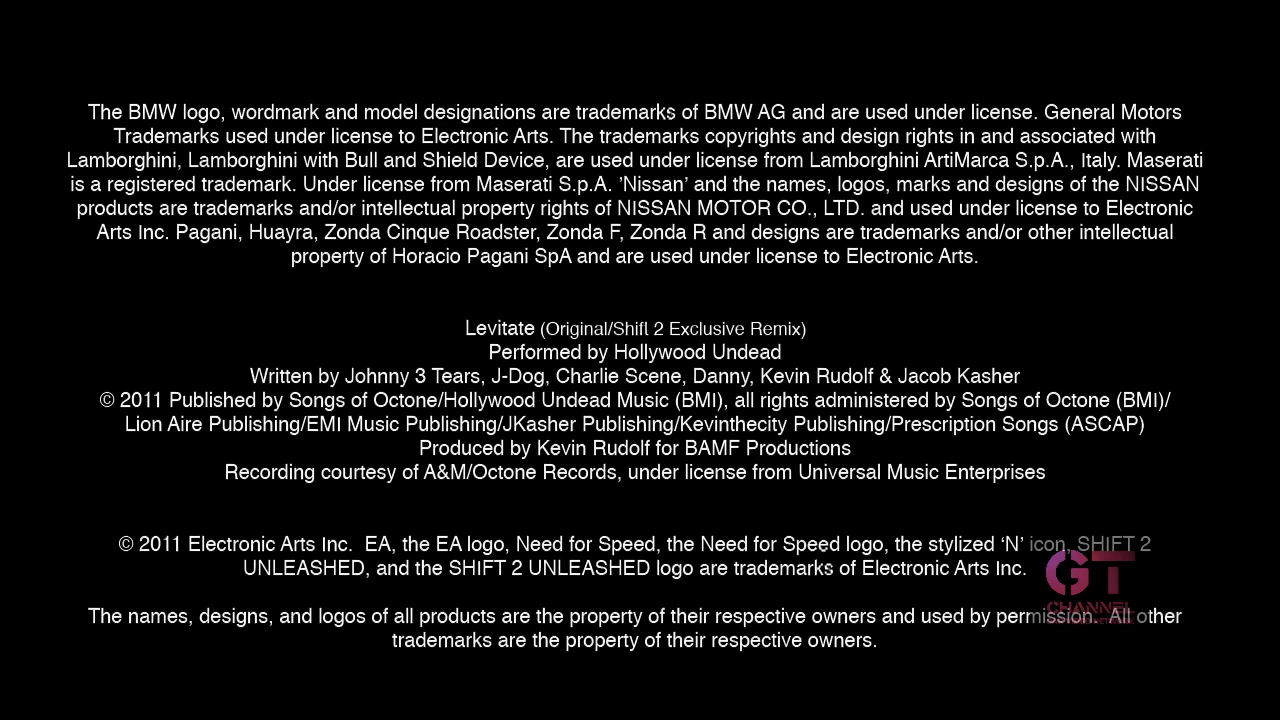 The BMW logo, wordmark and model designations are trademarks of BMW AG and are used under license. General Motors
Trademarks used under license to Electronic Arts. The trademarks copyrights and design rights in and associated with
Lamborghini, Lamborghini with Bull and Shield Device, are used under license from Lamborghini ArtiMarca S.p.A., Italy. Maserati
is a registered trademark. Under license from Maserati S.p.A. ’Nissan’ and the names, logos, marks and designs of the NISSAN
products are trademarks and/or intellectual property rights of NISSAN MOTOR CO., LTD. and used under license to Electronic
Arts Inc. Pagani, Huayra, Zonda Cinque Roadster, Zonda F, Zonda R and designs are trademarks and/or other intellectual
property of Horacio Pagani SpA and are used under license to Electronic Arts.
Levitate (Original/Shift 2 Exclusive Remix)
Performed by Hollywood Undead
Written by Johnny 3 Tears, J-Dog, Charlie Scene, Danny, Kevin Rudolf & Jacob Kasher
© 2011 Published by Songs of Octone/Hollywood Undead Music (BMI), all rights administered by Songs of Octone (BMI)/
Lion Aire Publishing/EMI Music Publishing/JKasher Publishing/Kevinthecity Publishing/Prescription Songs (ASCAP)
Produced by Kevin Rudolf for BAMF Productions
Recording courtesy of A&M/Octone Records, under license from Universal Music Enterprises
© 2011 Electronic Arts Inc.  EA, the EA logo, Need for Speed, the Need for Speed logo, the stylized ‘N’ icon, SHIFT 2
UNLEASHED, and the SHIFT 2 UNLEASHED logo are trademarks of Electronic Arts Inc.
GT
CHANNEL
The names, designs, and logos of all products are the property of their respective owners and used by permission.  All other
trademarks are the property of their respective owners.